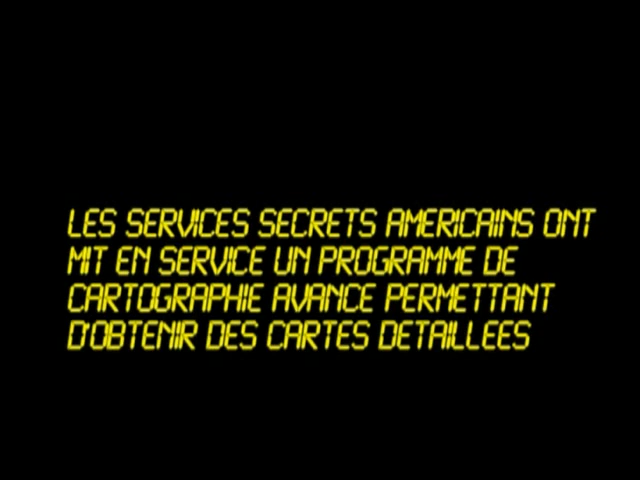 LES SERVICES SECRETS AMERICAINS ONT
MIT EN SERVICE UN PROGRAMME DE
CARTOGRAPHIE AVANCE PERMETTANT
D'OBTENIR DES CARTES DETAILLEES